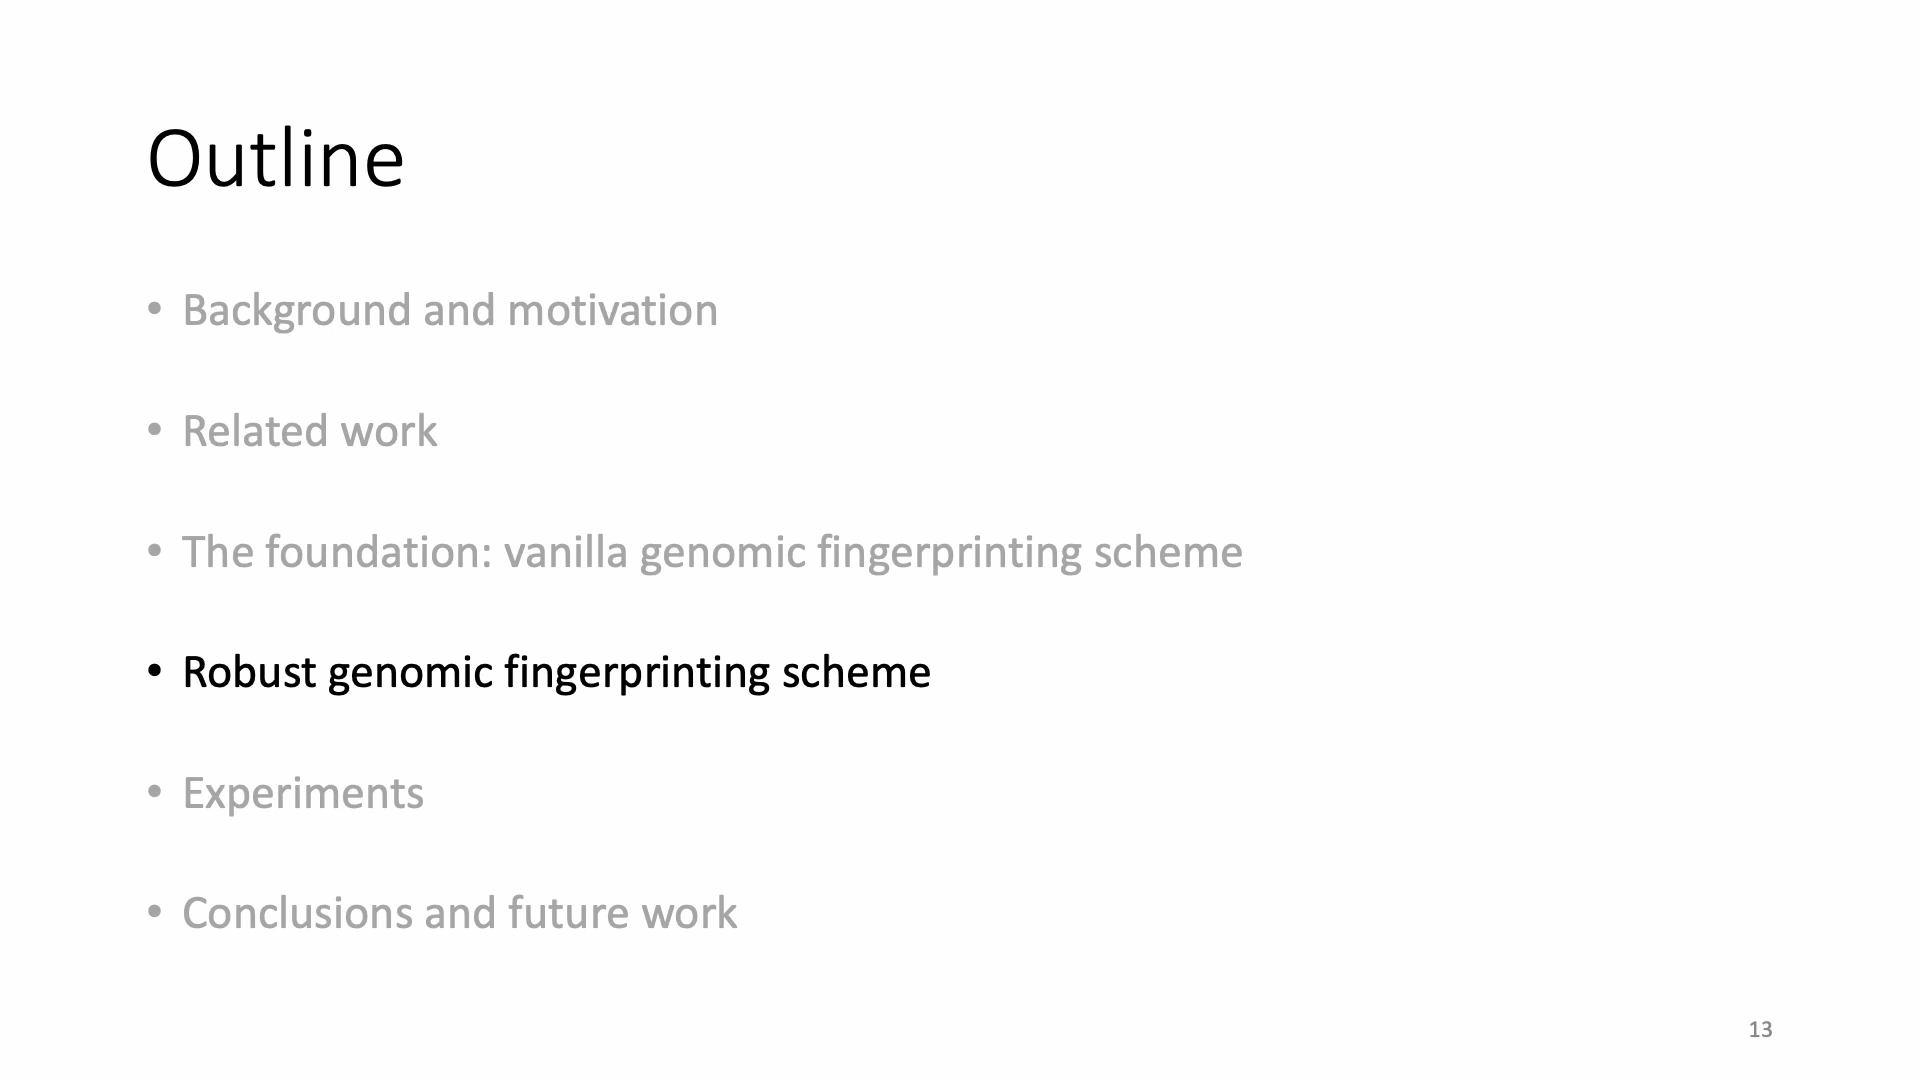 Outline
• Background and motivation
• Related work
• The foundation: vanilla genomic fingerprinting scheme
• Robust genomic fingerprinting scheme
• Experiments
• Conclusions and future work
13